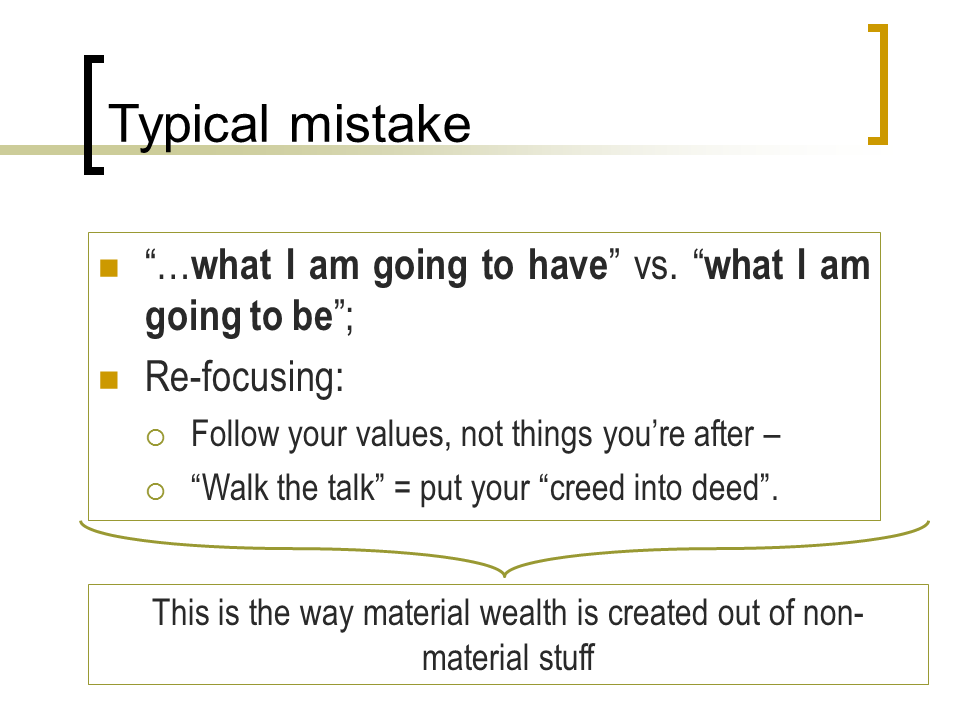 Typical mistake
“…what I am going to have” vs. “what I am
going to be”;
Re-focusing:
Follow your values, not things you’re after –
“Walk the talk” = put your “creed into deed”.
This is the way material wealth is created out of non-
material stuff